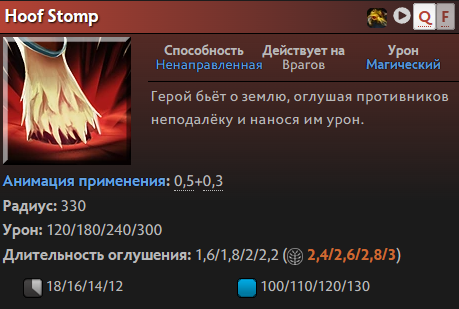 Hoof Stomp Q F
Способность Действует на Урон
Ненаправленная Врагов Магический
Герой бьёт о землю, оглушая противников
неподалёку и нанося им урон.
Анимация применения: 0,5+0,3
Радиус: 330
Урон: 120/180/240/300
Длительность оглушения: 1,6/1,8/2/2,2 ( 2,4/2,6/2,8/3)
18/16/14/12 100/110/120/130